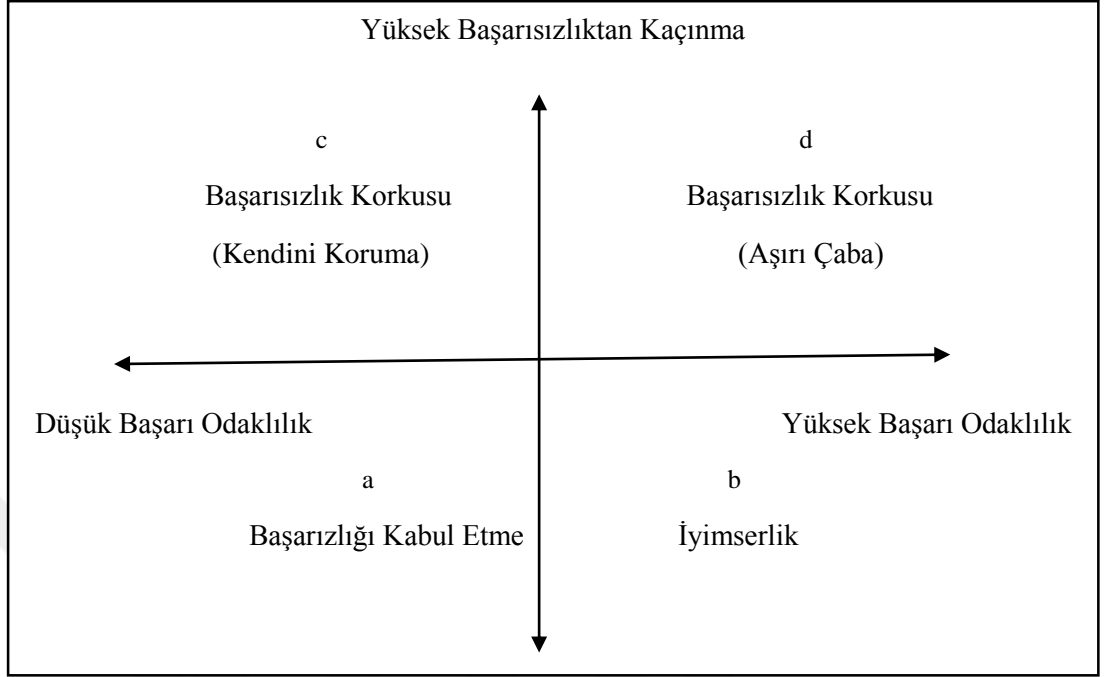 Yüksek Başarısızlıktan Kaçınma
c
Başarısızlık Korkusu
(Kendini Koruma)
d
Başarısızlık Korkusu
(Aşırı Çaba)
Düşük Başarı Odaklılık
Yüksek Başarı Odaklılık
a
Başarızlığı Kabul Etme
b
İyimserlik